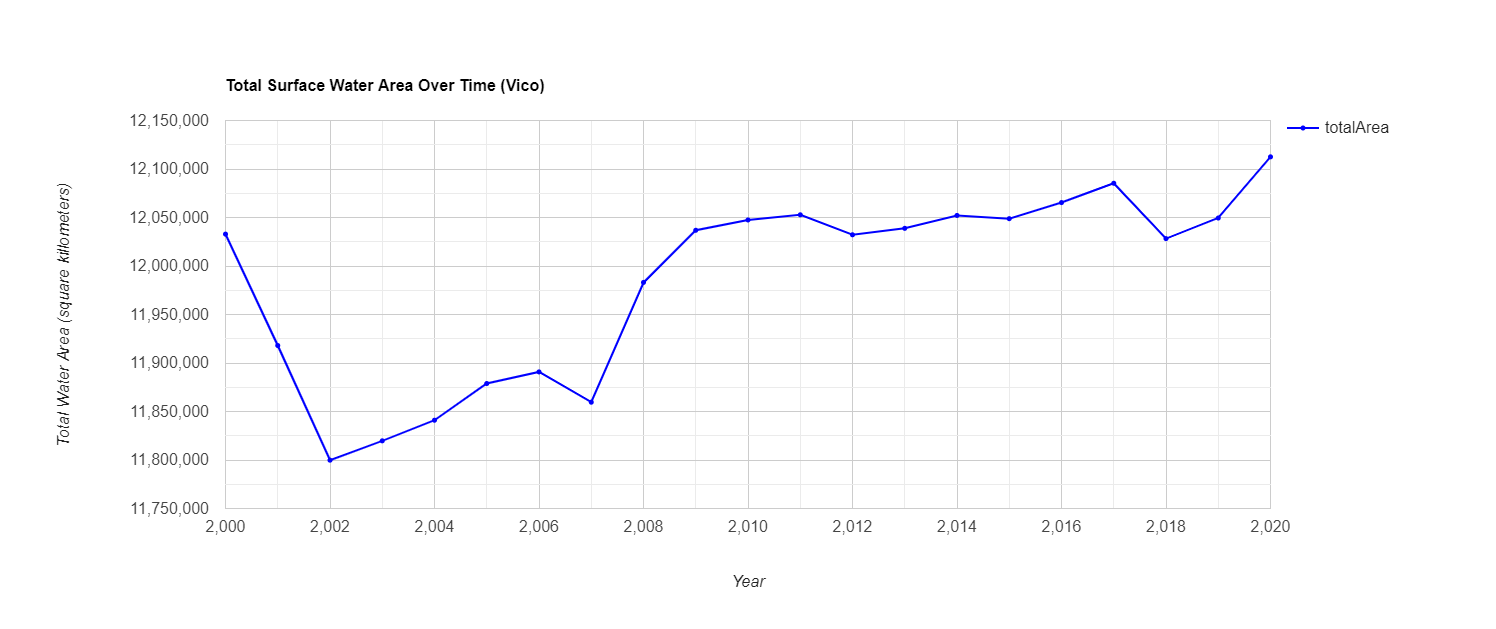 Total Surface Water Area Over Time (Vico)
12,150,000
12,100,000
12,050,000
12,000,000
11,950,000
11,900,000
11,850,000
11,800,000
11,750,000
Total Water Area (square killometers)
2,000 2,002 2,004 2,006 2,008 2,010 2,012 2,014 2,016 2,018 2,020
Year
totalArea